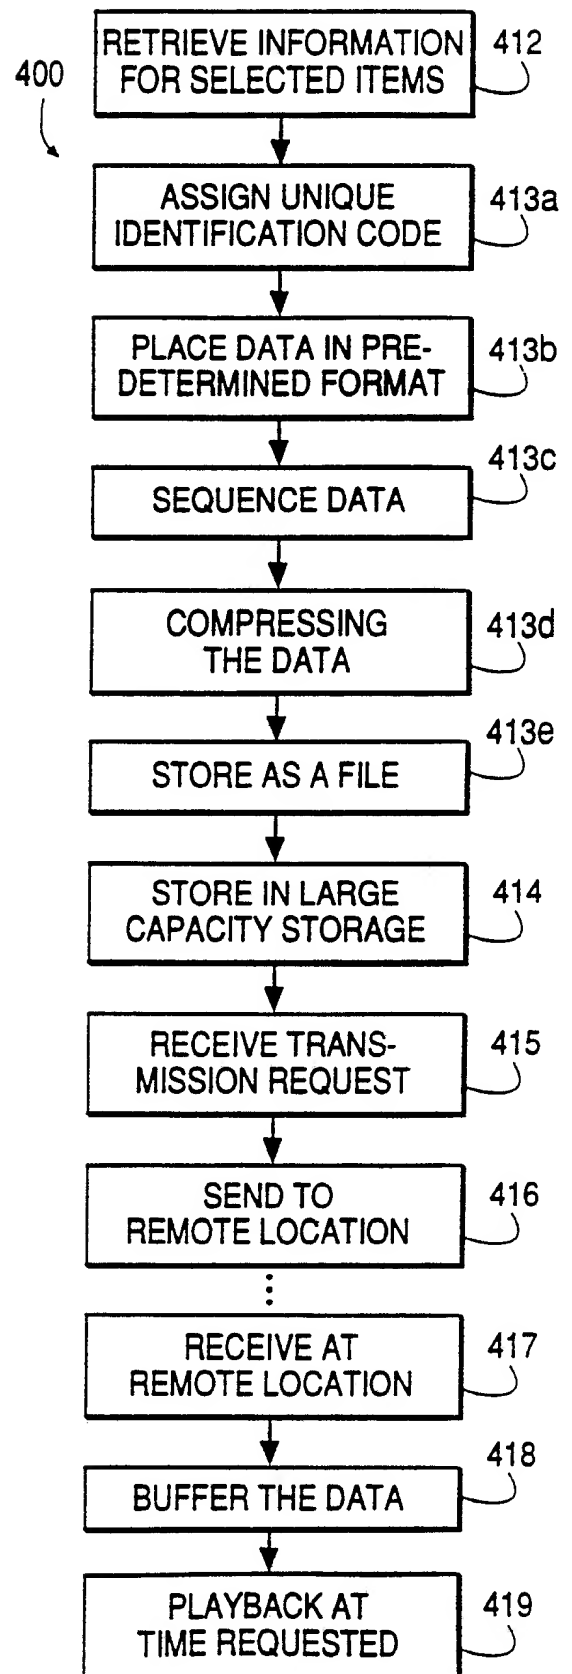 RETRIEVE INFORMATION
FOR SELECTED ITEMS
412
400
ASSIGN UNIQUE
IDENTIFICATION CODE
413a
PLACE DATA IN PRE-
DETERMINED FORMAT
413b
SEQUENCE DATA
413c
COMPRESSING
THE DATA
413d
STORE AS A FILE
413e
STORE IN LARGE
CAPACITY STORAGE
414
RECEIVE TRANS-
MISSION REQUEST
415
SEND TO
REMOTE LOCATION
416
RECEIVE AT
REMOTE LOCATION
417
BUFFER THE DATA
418
PLAYBACK AT
TIME REQUESTED
419